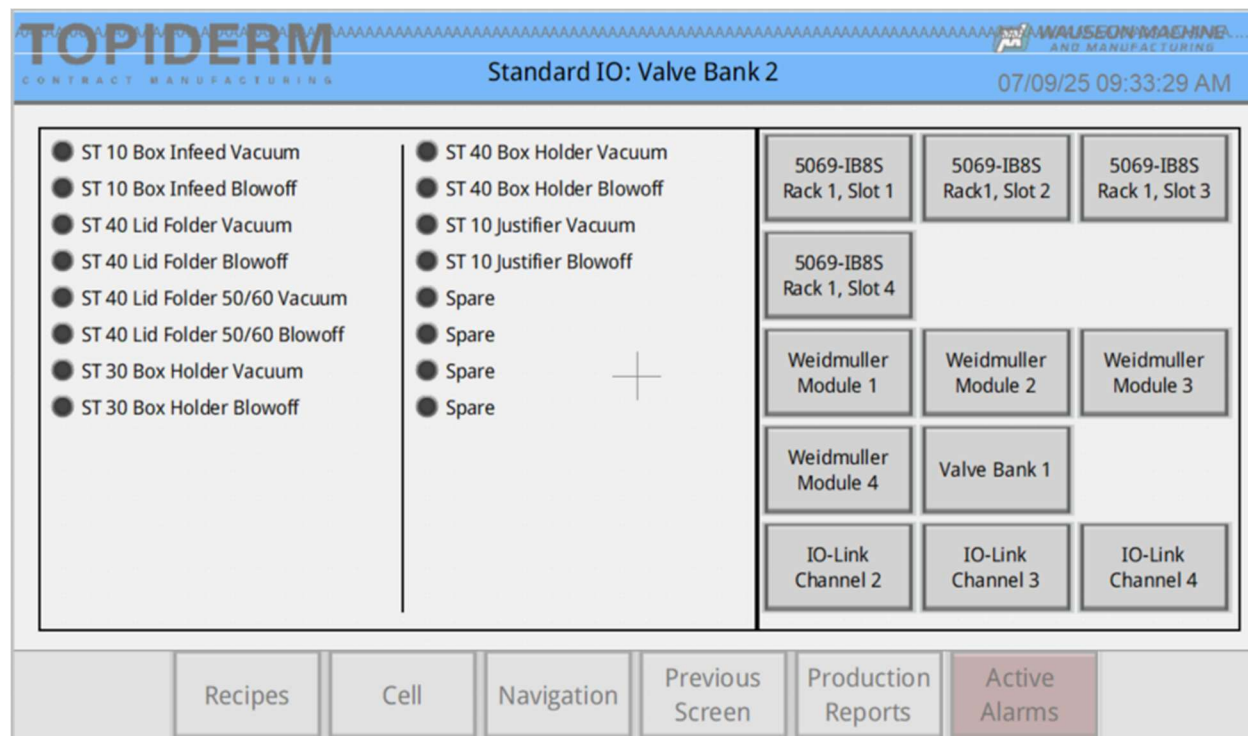 TOPIDERM
CONTRACT MANUFACTURING
Standard IO: Valve Bank 2
WAUSEON MACHINE
AND MANUFACTURING
07/09/25 09:33:29 AM
ST 10 Box Infeed Vacuum
ST 10 Box Infeed Blowoff
ST 40 Lid Folder Vacuum
ST 40 Lid Folder Blowoff
ST 40 Lid Folder 50/60 Vacuum
ST 40 Lid Folder 50/60 Blowoff
ST 30 Box Holder Vacuum
ST 30 Box Holder Blowoff
ST 40 Box Holder Vacuum
ST 40 Box Holder Blowoff
ST 10 Justifier Vacuum
ST 10 Justifier Blowoff
Spare
Spare
Spare
Spare
5069-IB8S
Rack 1, Slot 1
5069-IB8S
Rack1, Slot 2
5069-IB8S
Rack 1, Slot 3
5069-IB8S
Rack 1, Slot 4
Weidmuller
Module 1
Weidmuller
Module 2
Weidmuller
Module 3
Weidmuller
Module 4
Valve Bank 1
IO-Link
Channel 2
IO-Link
Channel 3
IO-Link
Channel 4
Recipes
Cell
Navigation
Previous
Screen
Production
Reports
Active
Alarms